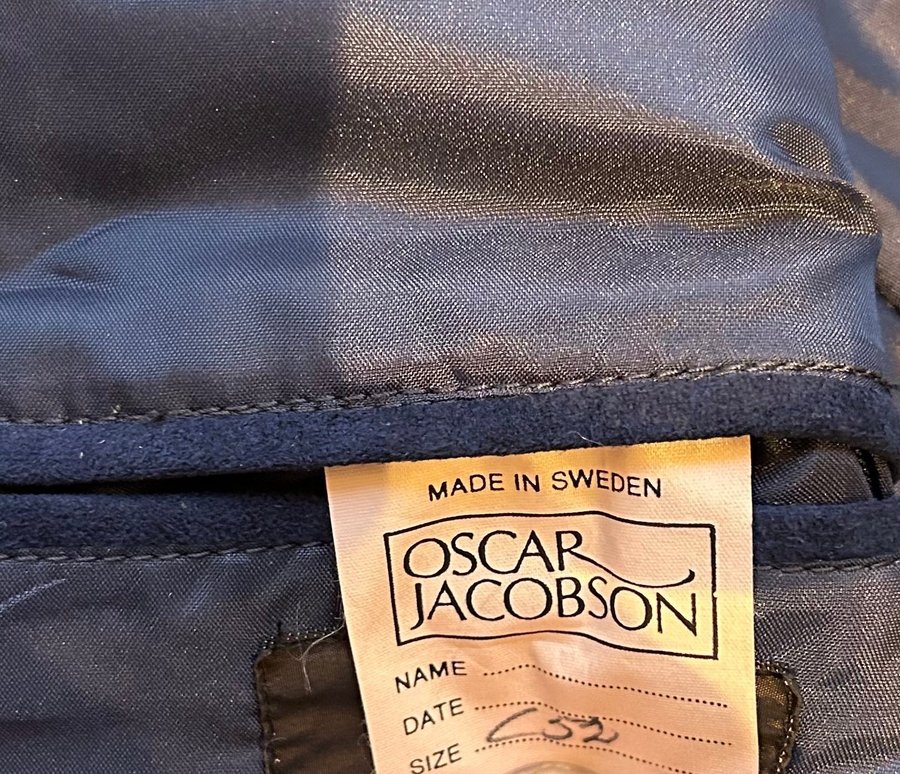 MADE IN SWEDEN
OSCAR
JACOBSON
NAME
DATE
C52
SIZE